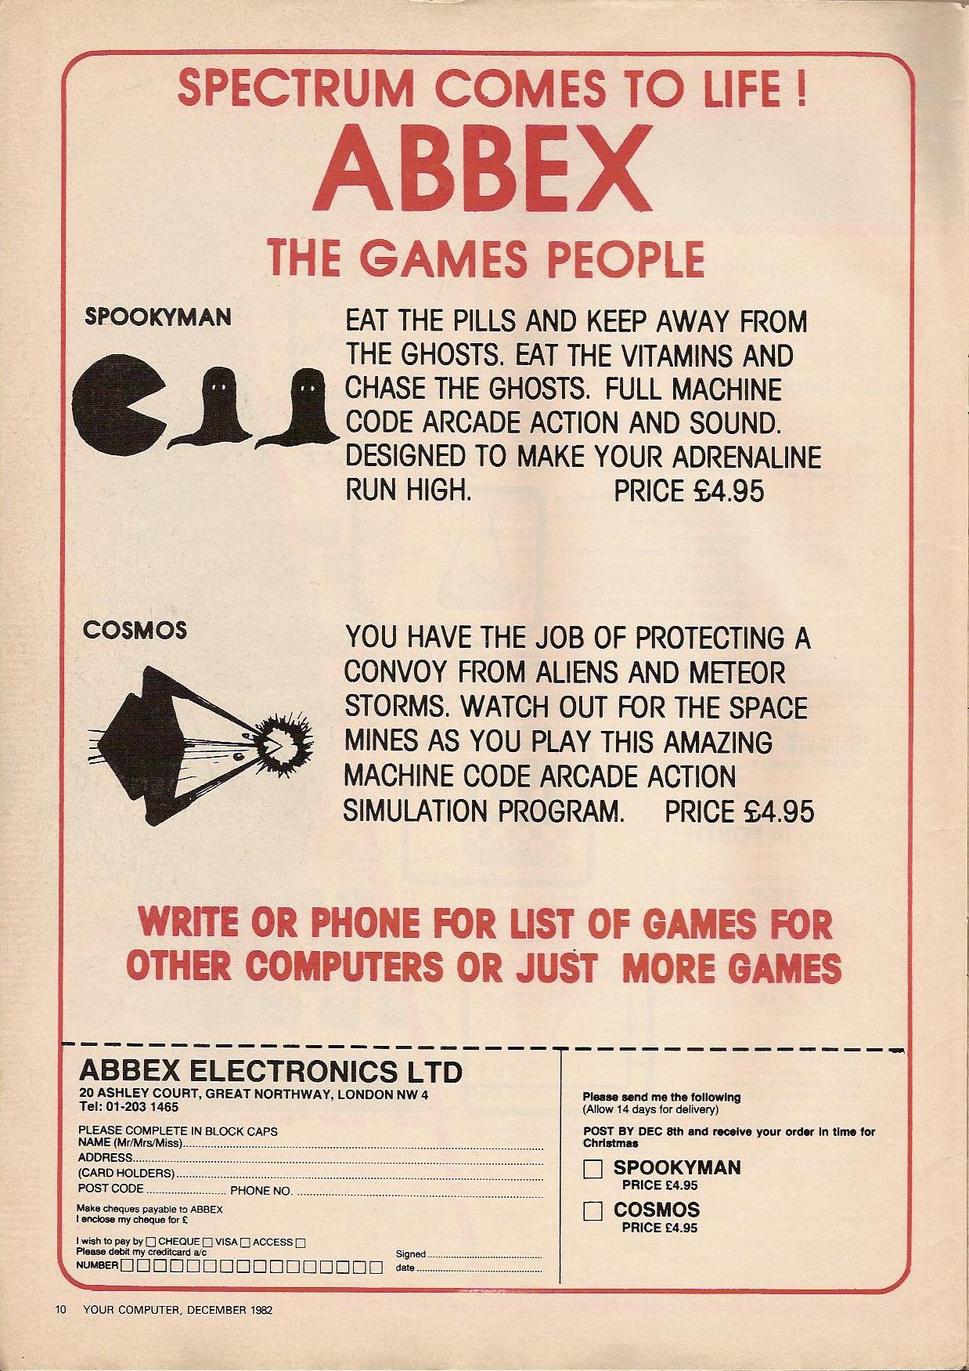 SPECTRUM COMES TO LIFE !
ABBEX
THE GAMES PEOPLE
SPOOKYMAN
EAT THE PILLS AND KEEP AWAY FROM
THE GHOSTS. EAT THE VITAMINS AND
CHASE THE GHOSTS. FULL MACHINE
CODE ARCADE ACTION AND SOUND.
DESIGNED TO MAKE YOUR ADRENALINE
RUN HIGH. PRICE £4.95
COSMOS
YOU HAVE THE JOB OF PROTECTING A
CONVOY FROM ALIENS AND METEOR
STORMS. WATCH OUT FOR THE SPACE
MINES AS YOU PLAY THIS AMAZING
MACHINE CODE ARCADE ACTION
SIMULATION PROGRAM. PRICE £4.95
WRITE OR PHONE FOR LIST OF GAMES FOR
OTHER COMPUTERS OR JUST MORE GAMES
ABBEX ELECTRONICS LTD
20 ASHLEY COURT, GREAT NORTHWAY, LONDON NW 4
Tel: 01-203 1465
PLEASE COMPLETE IN BLOCK CAPS
NAME (Mr/Mrs/Miss)
ADDRESS
(CARD HOLDERS)
POST CODE PHONE NO.
Make cheques payable to ABBEX
I enclose my cheque for £
I wish to pay by CHEQUE VISA ACCESS
Please debit my creditcard a/c
NUMBER
Signed
date
Please send me the following
(Allow 14 days for delivery)
POST BY DEC 8th and receive your order in time for
Christmas
SPOOKYMAN
PRICE £4.95
COSMOS
PRICE £4.95
10 YOUR COMPUTER, DECEMBER 1982